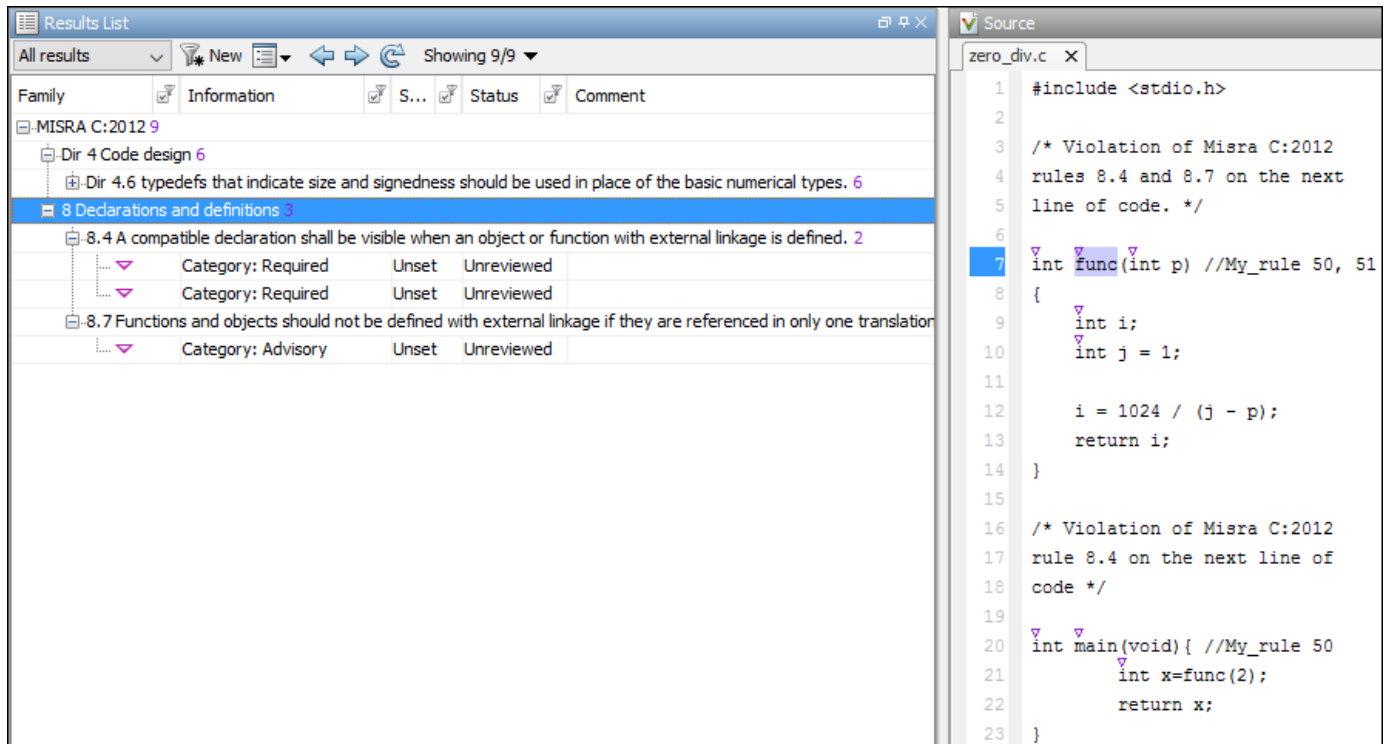 Results List
All results New Showing 9/9
Family Information S... Status Comment
MISRA C:2012 9
Dir 4 Code design 6
Dir 4.6 typedefs that indicate size and signedness should be used in place of the basic numerical types. 6
8 Declarations and definitions 3
8.4 A compatible declaration shall be visible when an object or function with external linkage is defined. 2
Category: Required Unset Unreviewed
Category: Required Unset Unreviewed
8.7 Functions and objects should not be defined with external linkage if they are referenced in only one translation
Category: Advisory Unset Unreviewed
Source
zero_div.c X
1 #include <stdio.h>
2
3 /* Violation of Misra C:2012
4 rules 8.4 and 8.7 on the next
5 line of code. */
6
7 int func(int p) //My_rule 50, 51
8 {
9 int i;
10 int j = 1;
11
12 i = 1024 / (j - p);
13 return i;
14 }
15
16 /* Violation of Misra C:2012
17 rule 8.4 on the next line of
18 code */
19
20 int main(void){ //My_rule 50
21 int x=func(2);
22 return x;
23 }